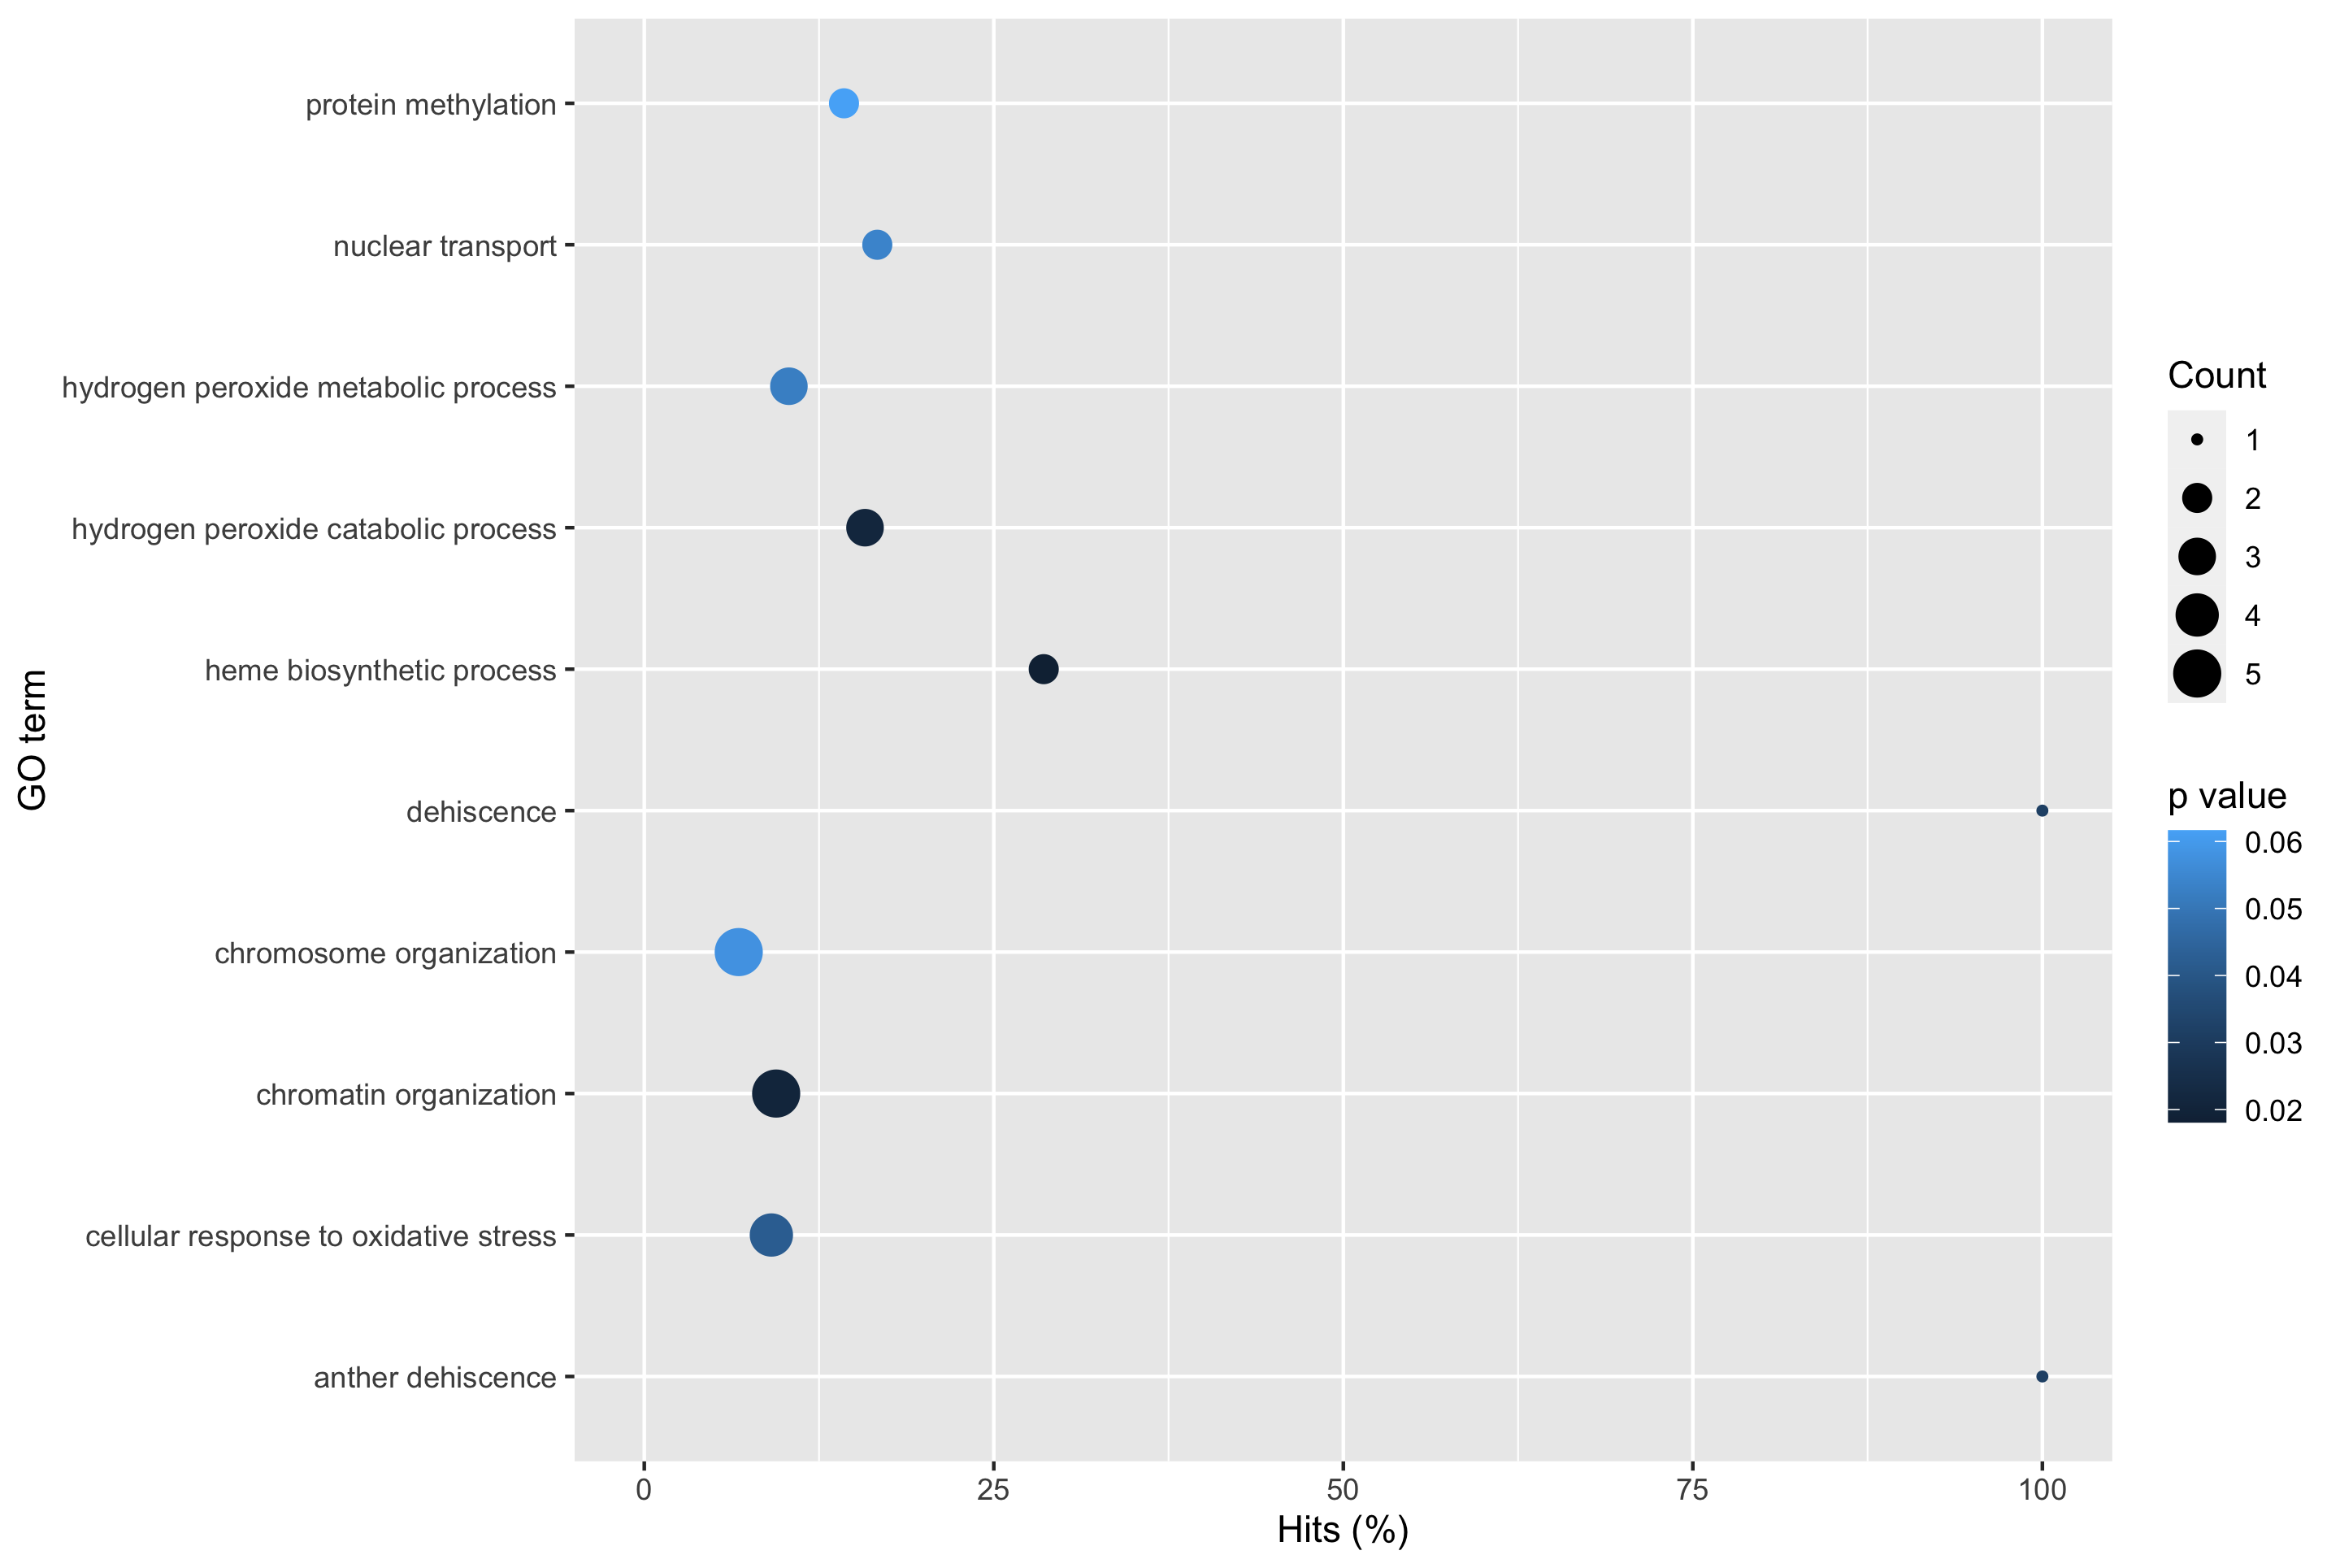 protein methylation
nuclear transport
hydrogen peroxide metabolic process
hydrogen peroxide catabolic process
heme biosynthetic process
dehiscence
chromosome organization
chromatin organization
cellular response to oxidative stress
anther dehiscence
GO term
0 25 50 75 100
Hits (%)
Count
1
2
3
4
5
p value
0.06
0.05
0.04
0.03
0.02